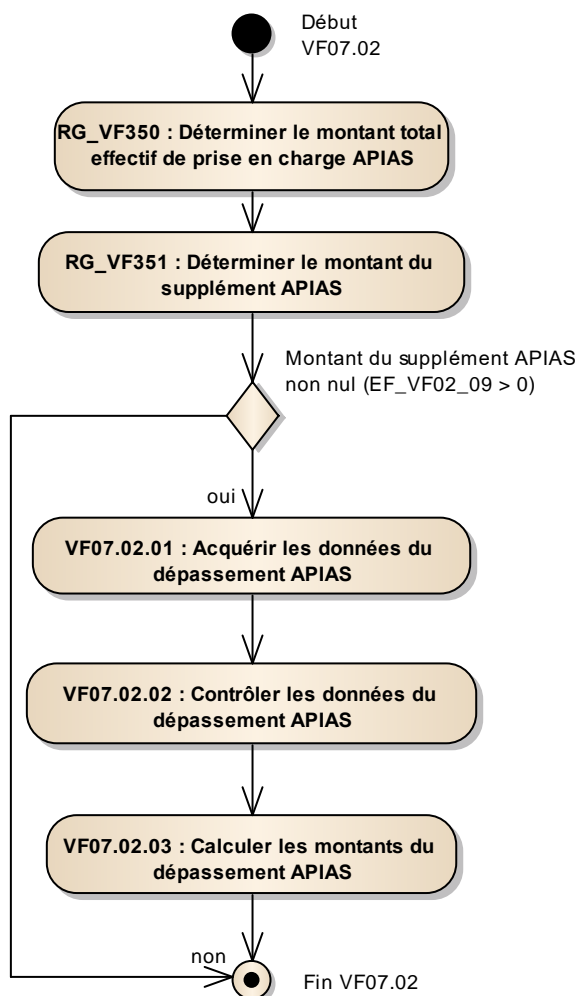 Début
VF07.02
RG_VF350 : Déterminer le montant total
effectif de prise en charge APIAS
RG_VF351 : Déterminer le montant du
supplément APIAS
Montant du supplément APIAS
non nul (EF_VF02_09 > 0)
oui
VF07.02.01 : Acquérir les données du
dépassement APIAS
VF07.02.02 : Contrôler les données du
dépassement APIAS
VF07.02.03 : Calculer les montants du
dépassement APIAS
non
Fin VF07.02